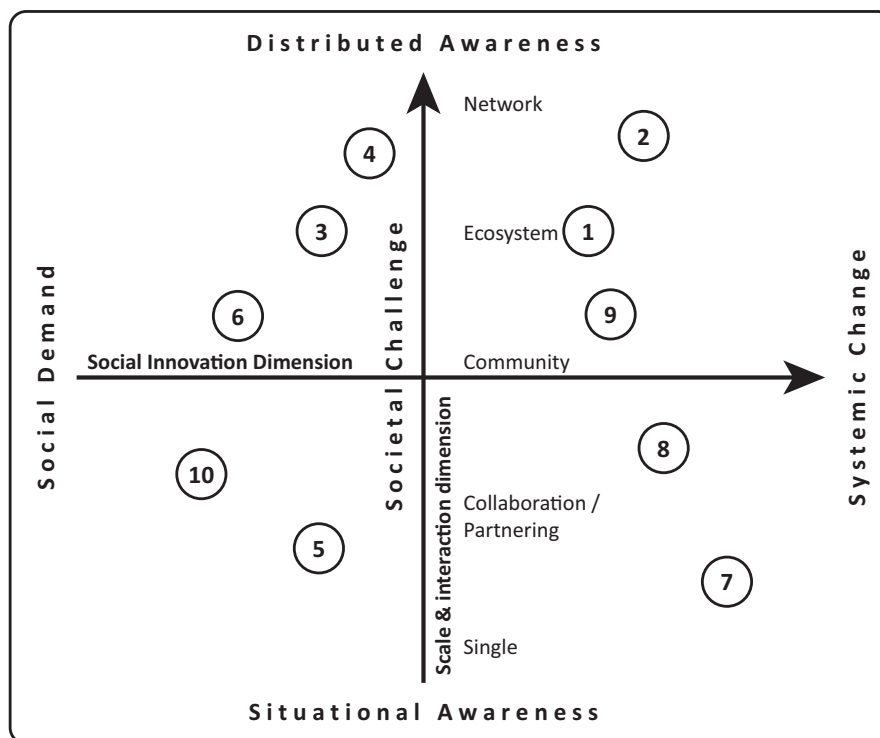 Distributed Awareness
Network
2
4
3
Ecosystem
1
6
9
Social Innovation Dimension
Community
Social Demand
Societal Challenge
Systemic Change
8
10
Scale & interaction dimension
Collaboration /
Partnering
5
7
Single
Situational Awareness